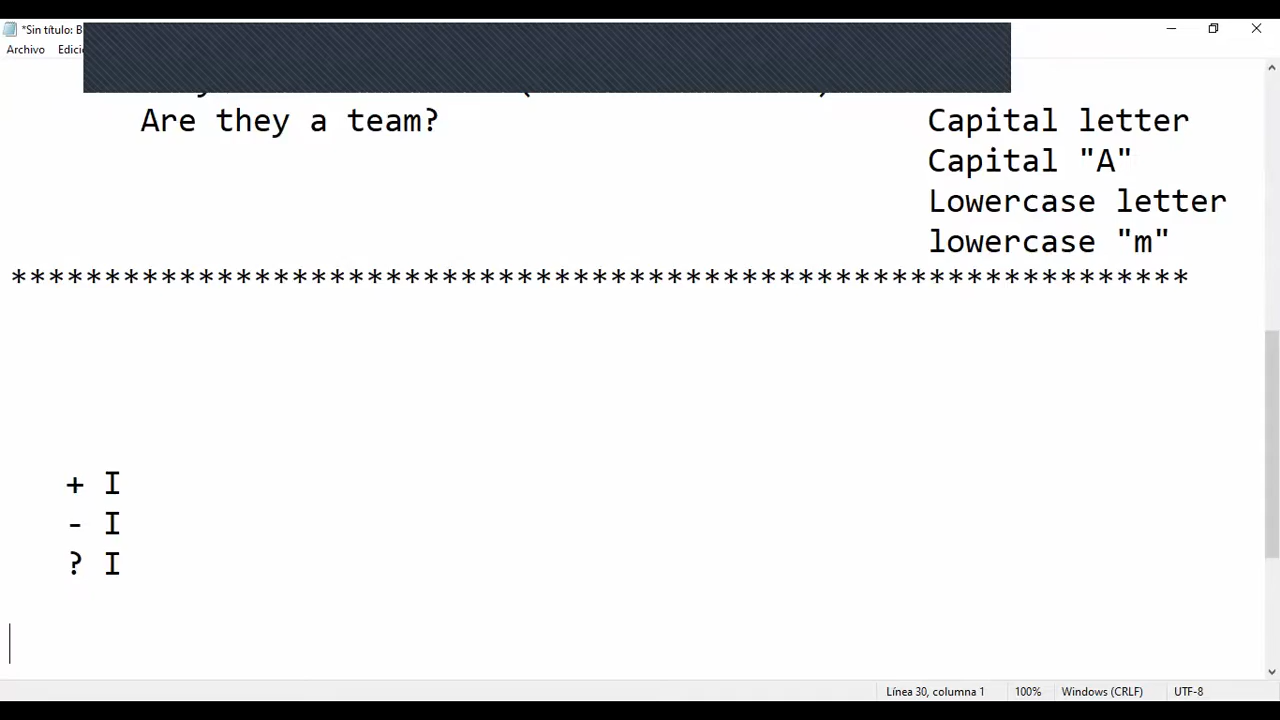 *Sin título: B
Archivo Edici
Are they a team? Capital letter
Capital "A"
Lowercase letter
lowercase "m"
***************************************************************
+ I
- I
? I
Línea 30, columna 1 100% Windows (CRLF) UTF-8